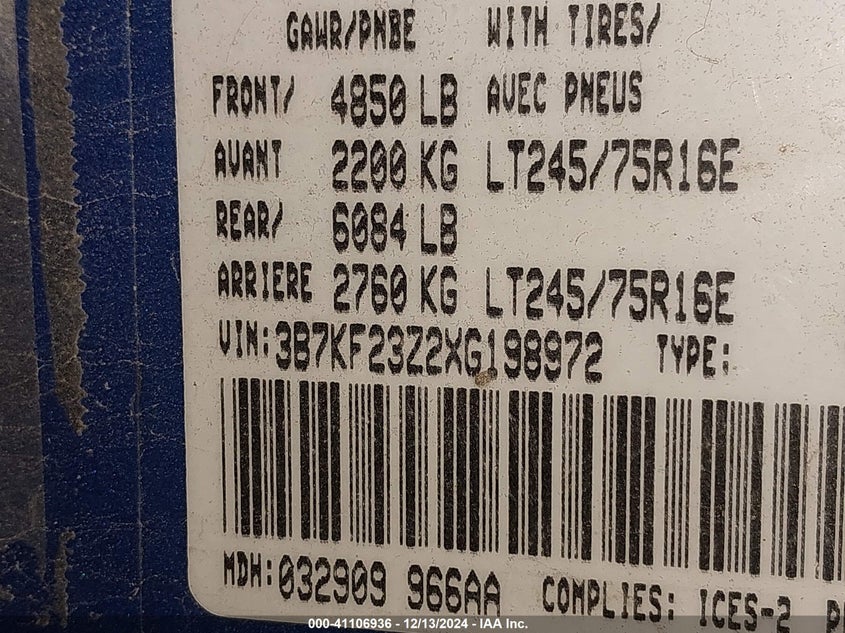 GAWR/PNBE WITH TIRES/
FRONT/ 4850 LB AVEC PNEUS
AVANT 2200 KG LT245/75R16E
REAR/ 6084 LB
ARRIERE 2760 KG LT245/75R16E
VIN:3B7KF23Z2XG198972 TYPE:
MDH:032909 966AA COMPLIES: ICES-2
000-41106936 - 12/13/2024 - IAA Inc.